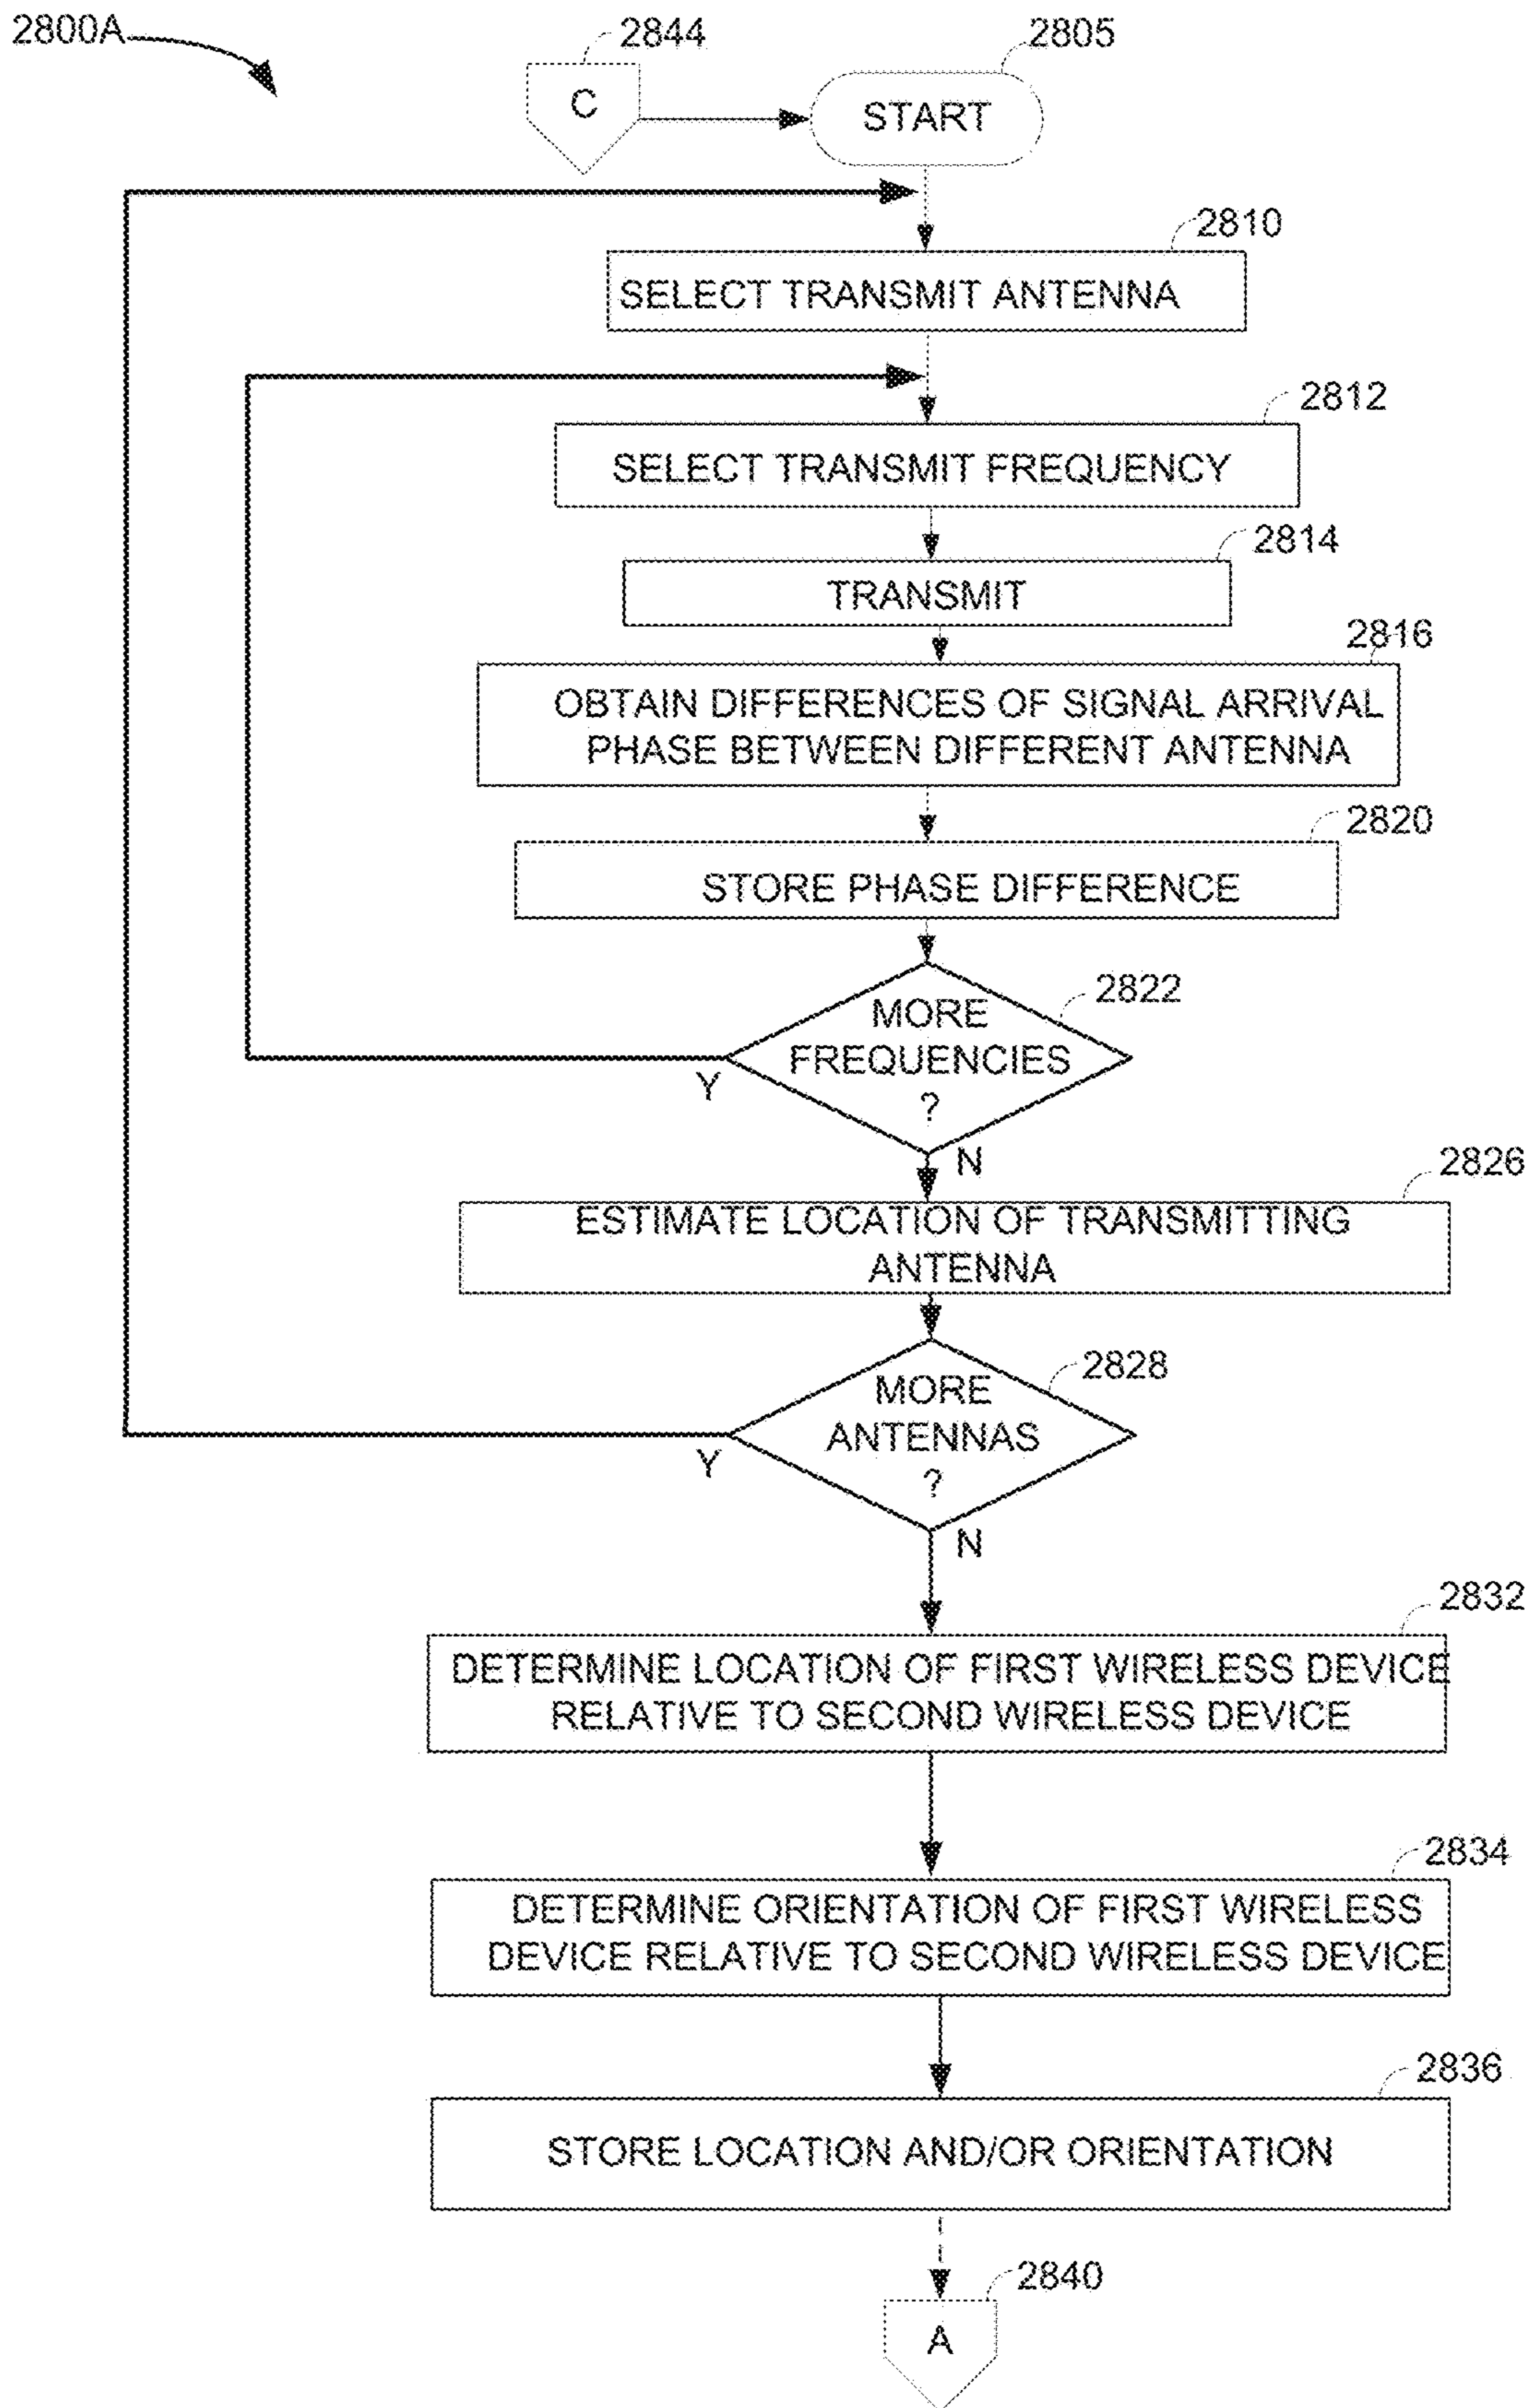 2800A
2844
2805
C
START
2810
SELECT TRANSMIT ANTENNA
2812
SELECT TRANSMIT FREQUENCY
2814
TRANSMIT
2816
OBTAIN DIFFERENCES OF SIGNAL ARRIVAL
PHASE BETWEEN DIFFERENT ANTENNA
2820
STORE PHASE DIFFERENCE
2822
MORE
FREQUENCIES
?
Y
N
2826
ESTIMATE LOCATION OF TRANSMITTING
ANTENNA
2828
MORE
ANTENNAS
?
Y
N
2832
DETERMINE LOCATION OF FIRST WIRELESS DEVICE
RELATIVE TO SECOND WIRELESS DEVICE
2834
DETERMINE ORIENTATION OF FIRST WIRELESS
DEVICE RELATIVE TO SECOND WIRELESS DEVICE
2836
STORE LOCATION AND/OR ORIENTATION
2840
A